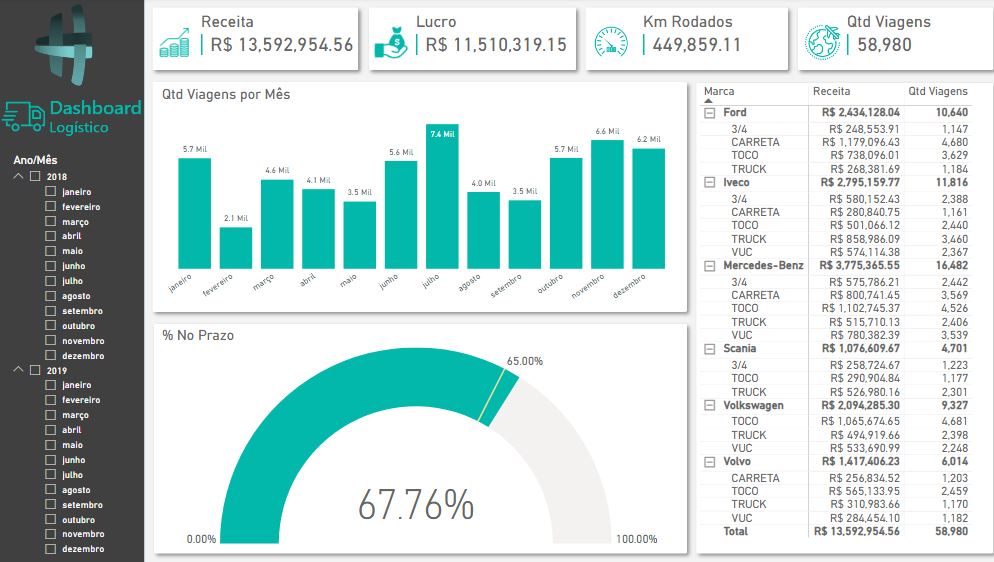 Dashboard
Logístico
Ano/Mês
2018
janeiro
fevereiro
março
abril
maio
junho
julho
agosto
setembro
outubro
novembro
dezembro
2019
janeiro
fevereiro
março
abril
maio
junho
julho
agosto
setembro
outubro
novembro
dezembro
Receita
R$ 13,592,954.56
Lucro
R$ 11,510,319.15
Km Rodados
449,859.11
Qtd Viagens
58,980
Qtd Viagens por Mês
5.7 Mil
2.1 Mil
4.6 Mil
4.1 Mil
3.5 Mil
5.6 Mil
7.4 Mil
4.0 Mil
3.5 Mil
5.7 Mil
6.6 Mil
6.2 Mil
janeiro
fevereiro
março
abril
maio
junho
julho
agosto
setembro
outubro
novembro
dezembro
% No Prazo
65.00%
67.76%
0.00%
100.00%
Marca Receita Qtd Viagens
Ford R$ 2,434,128.04 10,640
3/4 R$ 248,553.91 1,147
CARRETA R$ 1,179,096.43 4,680
TOCO R$ 738,096.01 3,629
TRUCK R$ 268,381.69 1,184
Iveco R$ 2,795,159.77 11,816
3/4 R$ 580,152.43 2,388
CARRETA R$ 280,840.75 1,161
TOCO R$ 501,066.12 2,440
TRUCK R$ 858,986.09 3,460
VUC R$ 574,114.38 2,367
Mercedes-Benz R$ 3,775,365.55 16,482
3/4 R$ 575,786.21 2,442
CARRETA R$ 800,741.45 3,569
TOCO R$ 1,102,745.37 4,526
TRUCK R$ 515,710.13 2,406
VUC R$ 780,382.39 3,539
Scania R$ 1,076,609.67 4,701
3/4 R$ 258,724.67 1,223
TOCO R$ 290,904.84 1,177
TRUCK R$ 526,980.16 2,301
Volkswagen R$ 2,094,285.30 9,327
TOCO R$ 1,065,674.65 4,681
TRUCK R$ 494,919.66 2,398
VUC R$ 533,690.99 2,248
Volvo R$ 1,417,406.23 6,014
CARRETA R$ 256,834.52 1,203
TOCO R$ 565,133.95 2,459
TRUCK R$ 310,983.66 1,170
VUC R$ 284,454.10 1,182
Total R$ 13,592,954.56 58,980